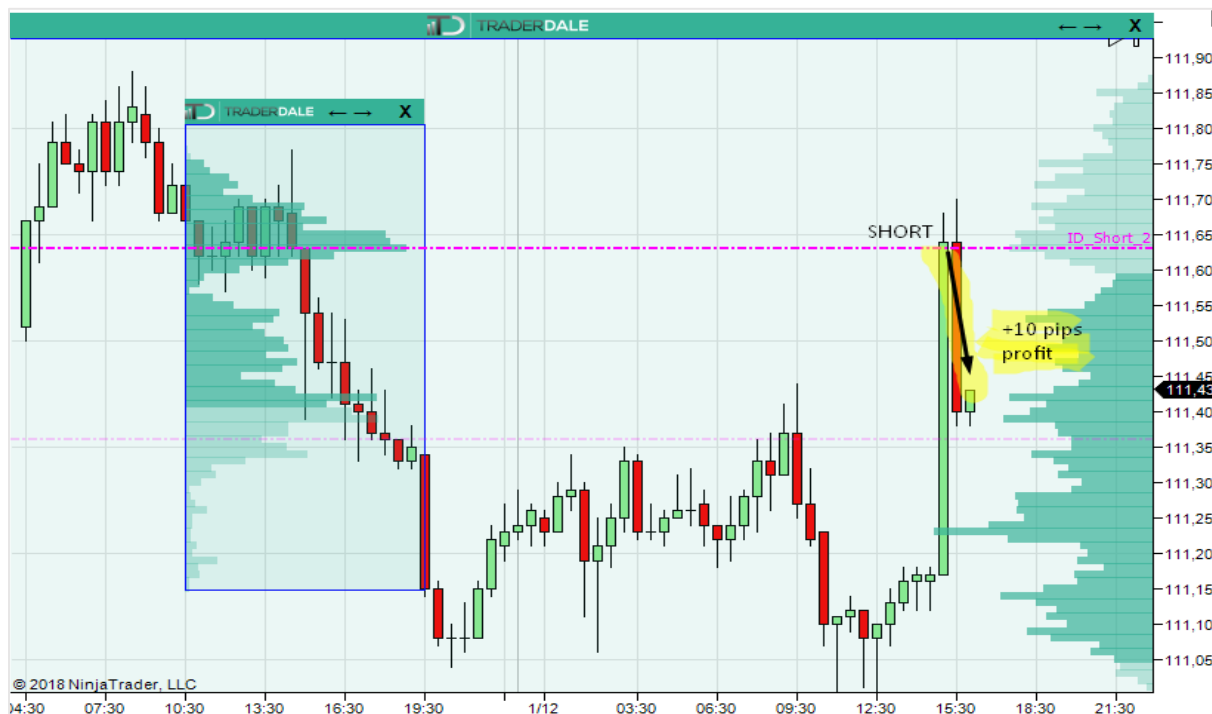 TRADERDALE
← → X
TRADERDALE
← → X
111,90
111,85
111,80
111,75
111,70
111,65
111,60
111,55
111,50
111,45
111,43
111,40
111,35
111,30
111,25
111,20
111,15
111,10
111,05
SHORT
ID_Short_2
+10 pips
profit
© 2018 NinjaTrader, LLC
04:30 07:30 10:30 13:30 16:30 19:30 1/12 03:30 06:30 09:30 12:30 15:30 18:30 21:30